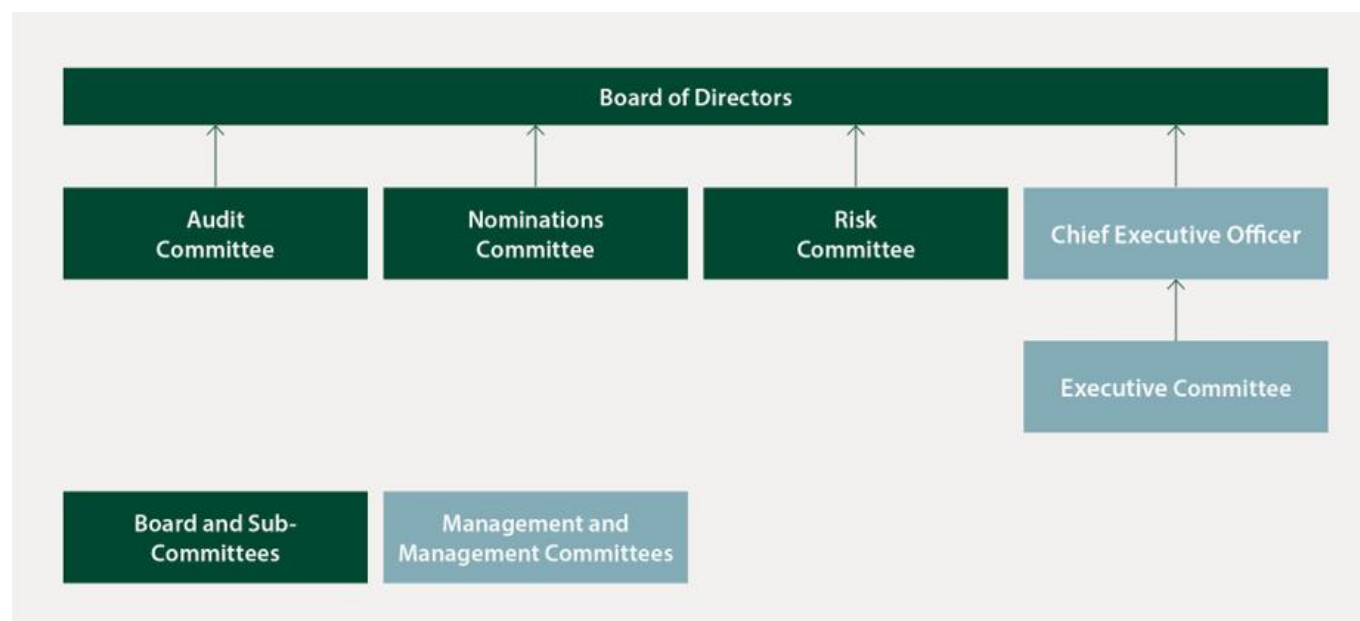 Board of Directors
Audit
Committee
Nominations
Committee
Risk
Committee
Chief Executive Officer
Executive Committee
Board and Sub-
Committees
Management and
Management Committees